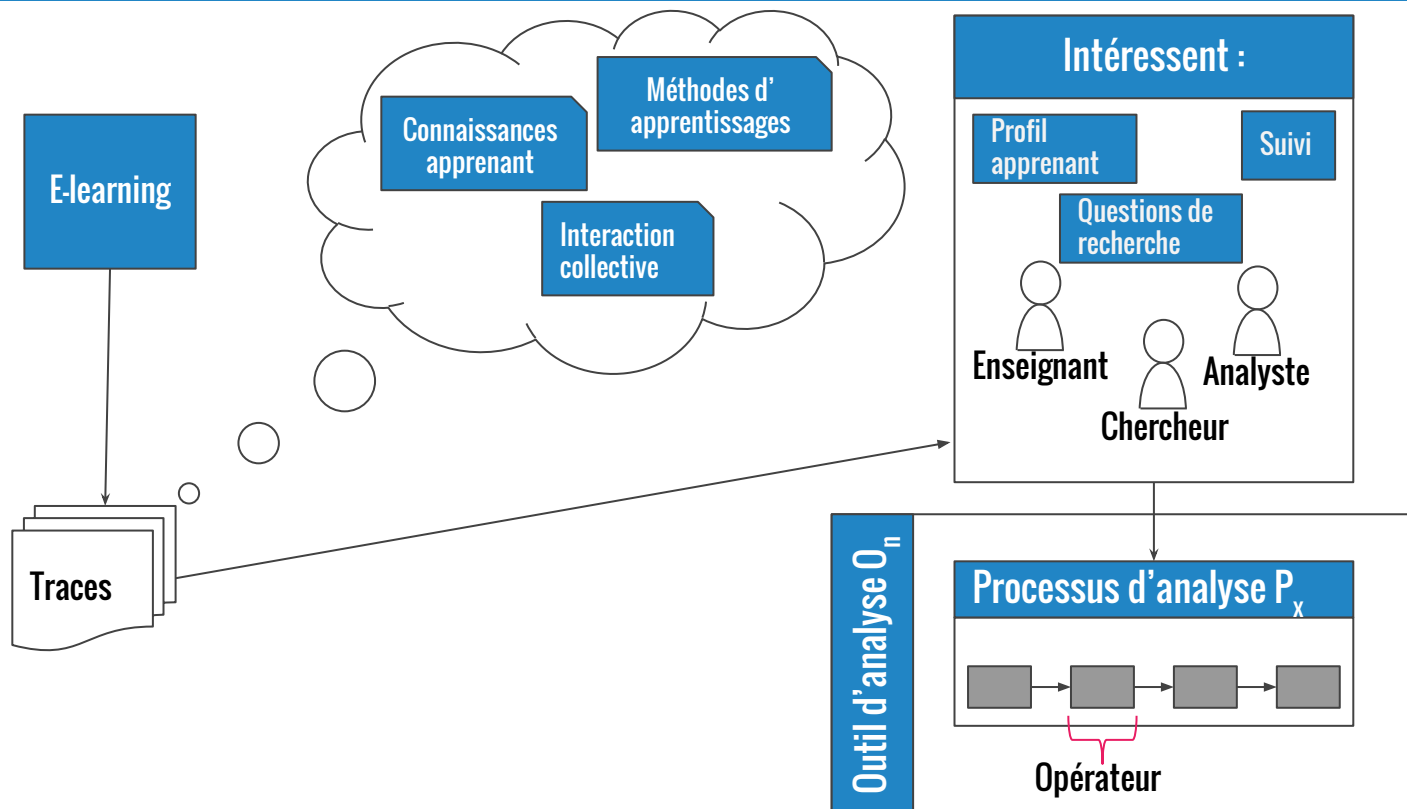 E-learning
Connaissances
apprenant
Méthodes d'
apprentissages
Interaction
collective
Traces
Intéressent :
Profil
apprenant
Suivi
Questions de
recherche
Enseignant
Analyste
Chercheur
Outil d'analyse On
Processus d'analyse Px
Opérateur